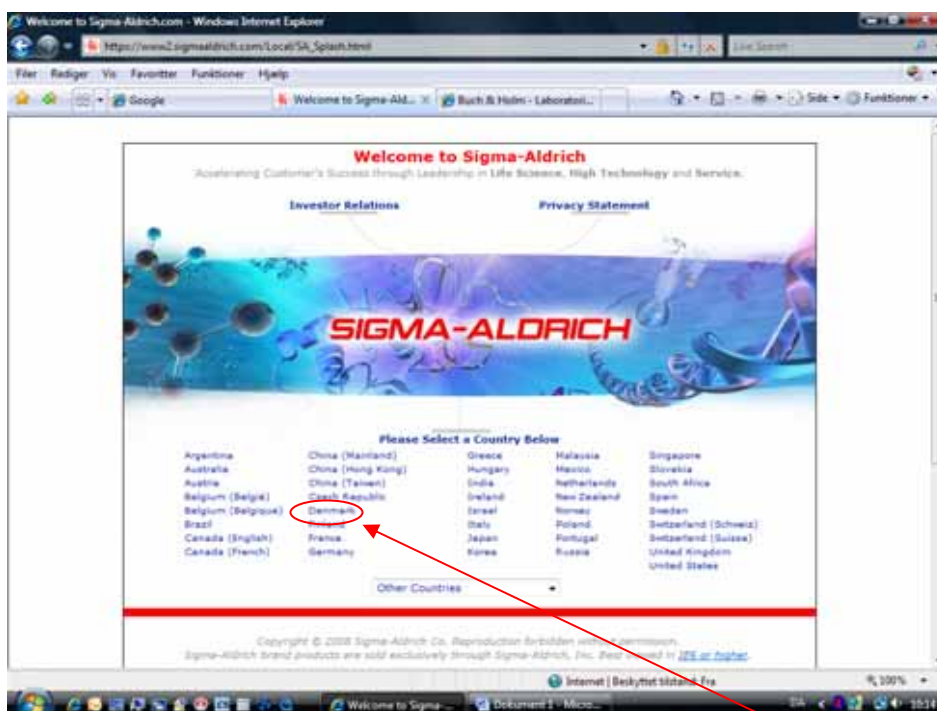 Welcome to Sigma-Aldrich.com - Windows Internet Explorer
https://www2.sigmaaldrich.com/Local/SA_Splash.html
Live Search
Filer Rediger Vis Favoritter Funktioner Hjælp
Google Welcome to Sigma-Ald... Buch & Holm - Laboratori... Side Funktioner
Welcome to Sigma-Aldrich
Accelerating Customer's Success through Leadership in Life Science, High Technology and Service.
Investor Relations Privacy Statement
SIGMA-ALDRICH
Please Select a Country Below
Argentina China (Mainland) Greece Malaysia Singapore
Australia China (Hong Kong) Hungary Mexico Slovakia
Austria China (Taiwan) India Netherlands South Africa
Belgium (België) Czech Republic Ireland New Zealand Spain
Belgium (Belgique) Denmark Israel Norway Sweden
Brazil Finland Italy Poland Switzerland (Schweiz)
Canada (English) France Japan Portugal Switzerland (Suisse)
Canada (French) Germany Korea Russia United Kingdom
United States
Other Countries
Copyright © 2008 Sigma-Aldrich Co. Reproduction forbidden without permission.
Sigma-Aldrich brand products are sold exclusively through Sigma-Aldrich, Inc. Best viewed in IE6 or higher.
Internet | Beskyttet tilstand: Fra 100%
Welcome to Sigma-... Dokument1 - Micro... DA 10:14